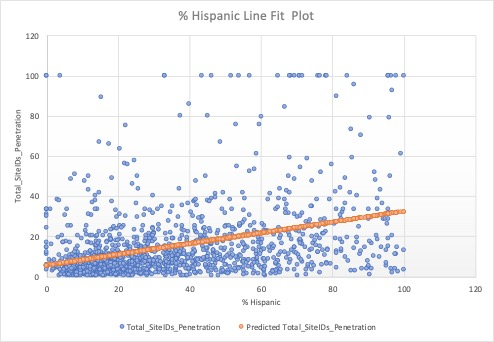 % Hispanic Line Fit  Plot
120
100
80
60
40
20
0
Total_SiteIDs_Penetration
0 20 40 60 80 100 120
% Hispanic
Total_SiteIDs_Penetration Predicted Total_SiteIDs_Penetration